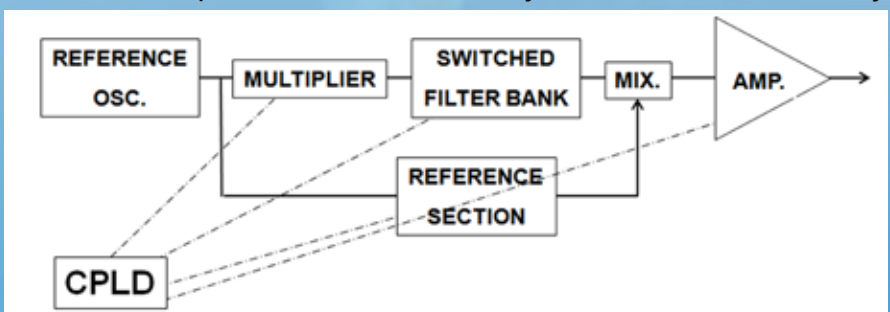 REFERENCE
OSC.
MULTIPLIER
SWITCHED
FILTER BANK
MIX.
AMP.
REFERENCE
SECTION
CPLD